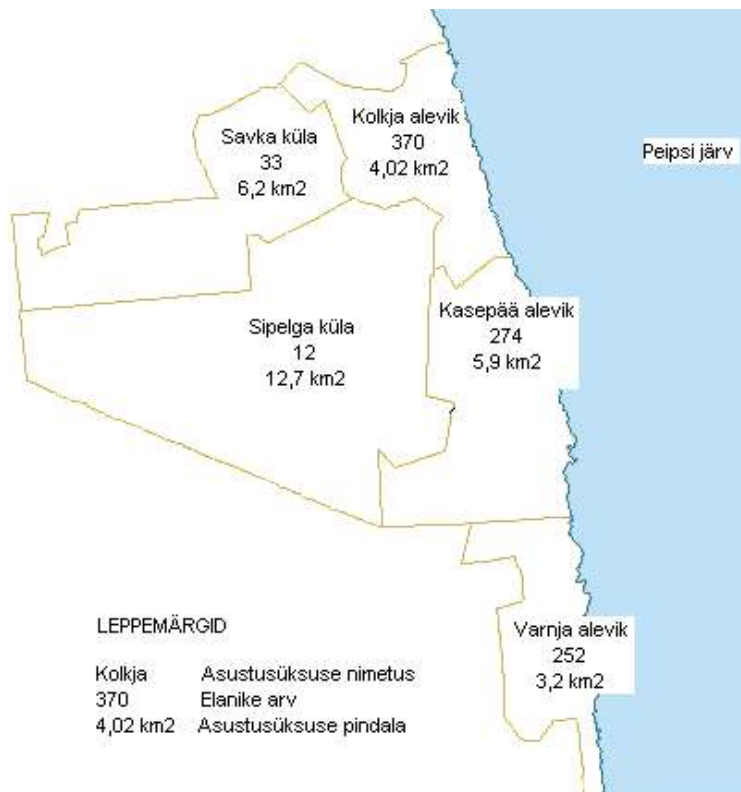 Kolkja alevik
370
4,02 km2
Savka küla
33
6,2 km2
Peipsi järv
Kasepää alevik
274
5,9 km2
Sipelga küla
12
12,7 km2
Varnja alevik
252
3,2 km2
LEPPEMÄRGID
Kolkja Asustusüksuse nimetus
370 Elanike arv
4,02 km2 Asustusüksuse pindala